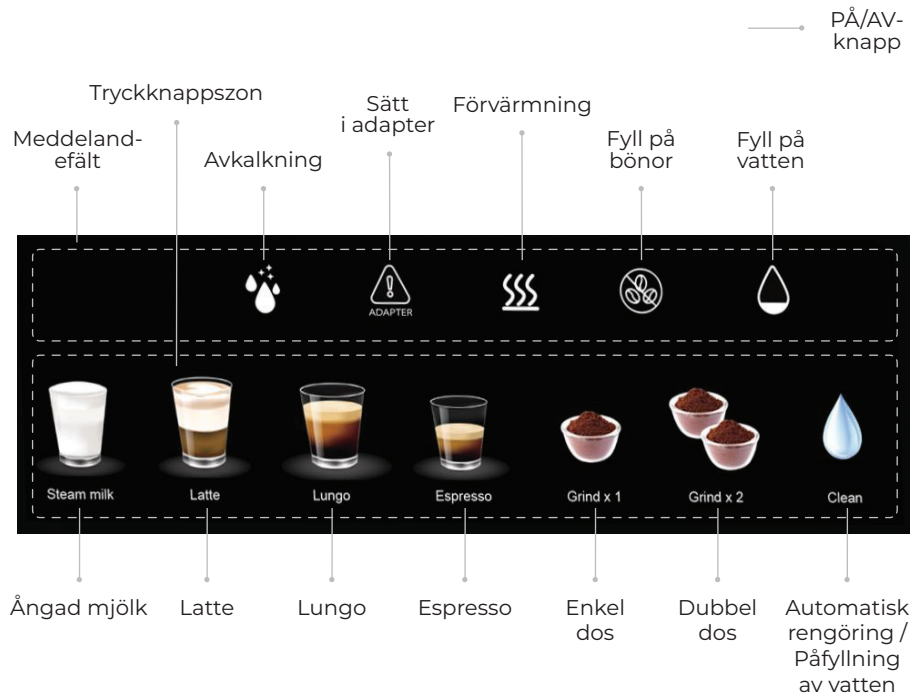 PÅ/AV-
knapp
Tryckknappszon
Sätt
i adapter
Förvärmning
Meddeland-
efält
Avkalkning
Fyll på
bönor
Fyll på
vatten
ADAPTER
Steam milk
Latte
Lungo
Espresso
Grind x 1
Grind x 2
Clean
Ångad mjölk
Latte
Lungo
Espresso
Enkel
dos
Dubbel
dos
Automatisk
rengöring /
Påfyllning
av vatten